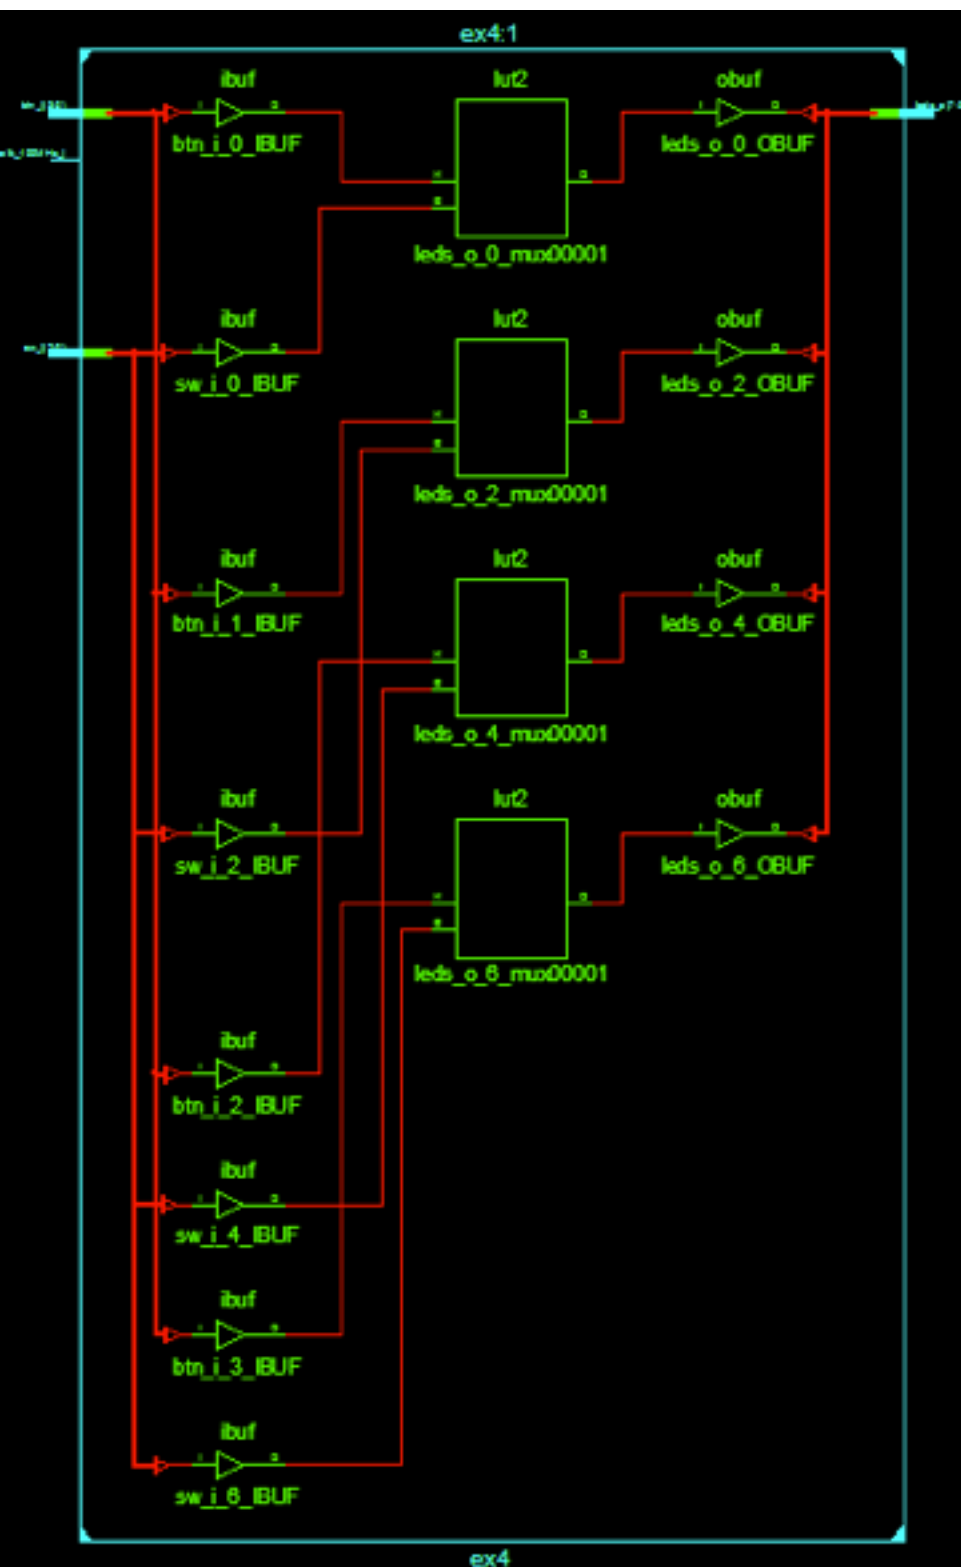 ex4:1
ibuf
lut2
obuf
btn_i_0_IBUF
leds_o_0_OBUF
leds_o_0_mux00001
ibuf
lut2
obuf
sw_i_0_IBUF
leds_o_2_OBUF
leds_o_2_mux00001
ibuf
lut2
obuf
btn_i_1_IBUF
leds_o_4_OBUF
leds_o_4_mux00001
ibuf
lut2
obuf
sw_i_2_IBUF
leds_o_6_OBUF
leds_o_6_mux00001
ibuf
btn_i_2_IBUF
ibuf
sw_i_4_IBUF
ibuf
btn_i_3_IBUF
ibuf
sw_i_6_IBUF
ex4